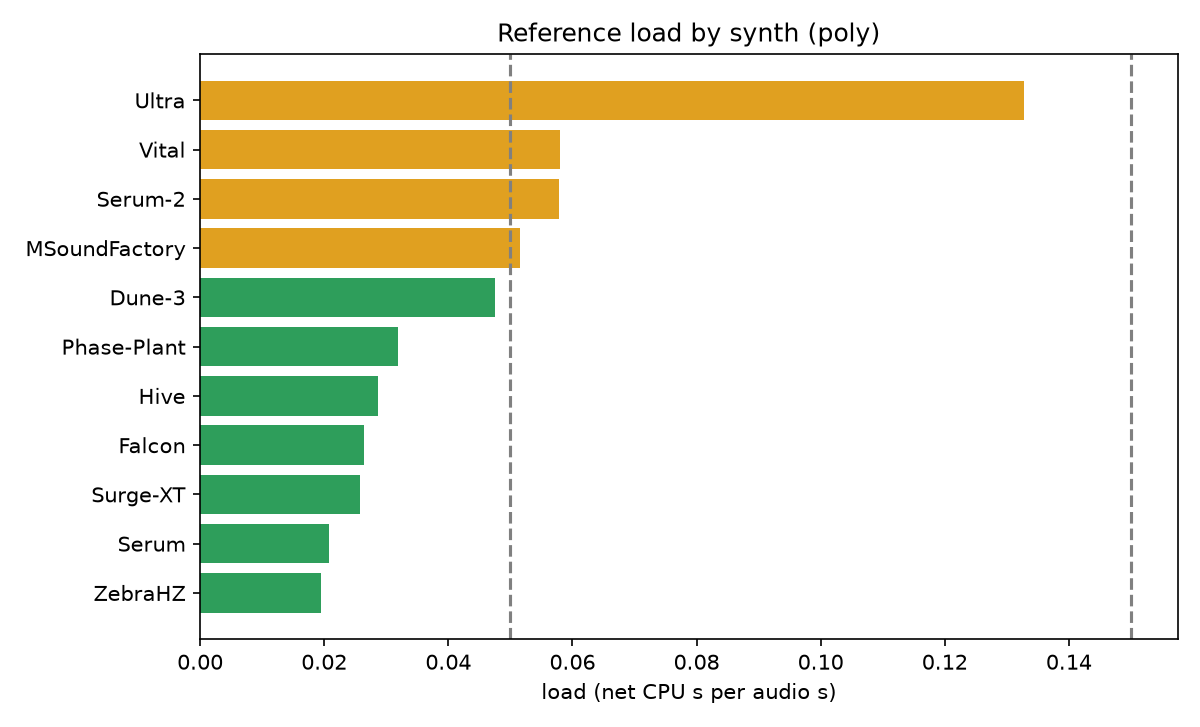 Reference load by synth (poly)
Ultra
Vital
Serum-2
MSoundFactory
Dune-3
Phase-Plant
Hive
Falcon
Surge-XT
Serum
ZebraHZ
0.00 0.02 0.04 0.06 0.08 0.10 0.12 0.14
load (net CPU s per audio s)